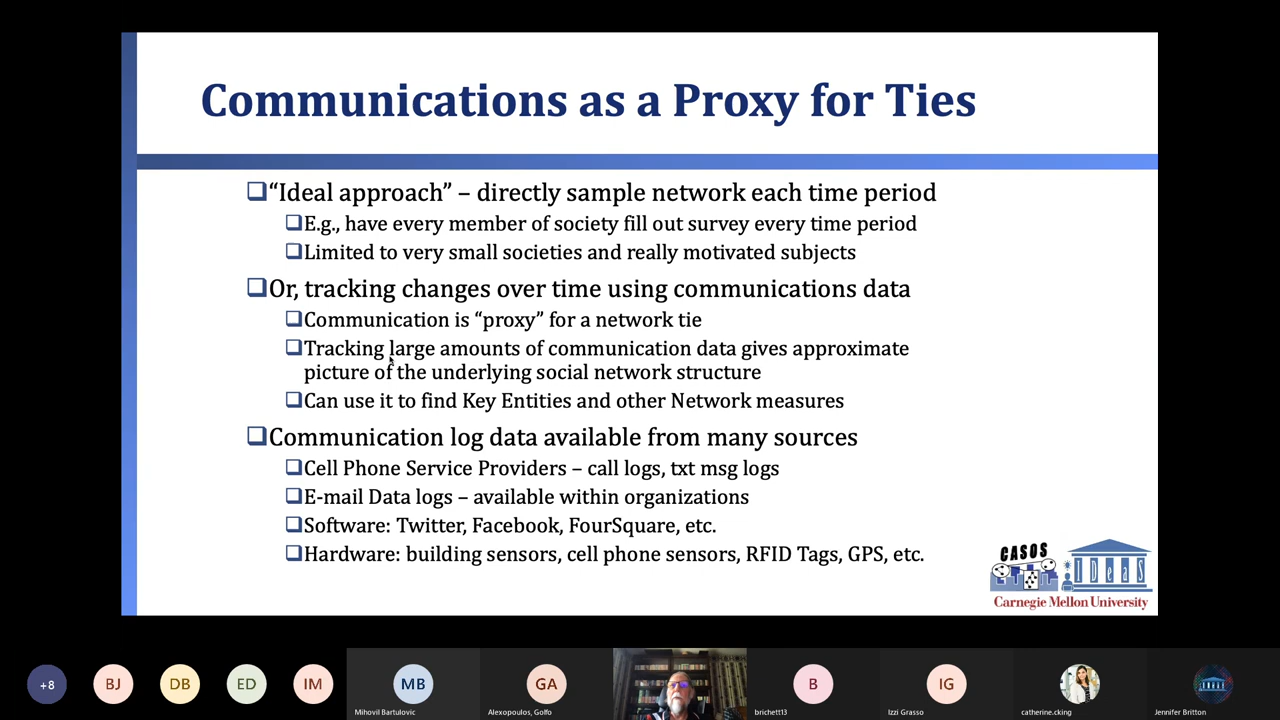 Communications as a Proxy for Ties
“Ideal approach” – directly sample network each time period
E.g., have every member of society fill out survey every time period
Limited to very small societies and really motivated subjects
Or, tracking changes over time using communications data
Communication is “proxy” for a network tie
Tracking large amounts of communication data gives approximate
picture of the underlying social network structure
Can use it to find Key Entities and other Network measures
Communication log data available from many sources
Cell Phone Service Providers – call logs, txt msg logs
E-mail Data logs – available within organizations
Software: Twitter, Facebook, FourSquare, etc.
Hardware: building sensors, cell phone sensors, RFID Tags, GPS, etc.
CASOS
IDeaS
Carnegie Mellon University
+8
BJ
DB
ED
IM
MB
GA
B
IG
Mihovil Bartulovic
Alexopoulos, Golfo
brichett13
Izzi Grasso
catherine.cking
Jennifer Britton